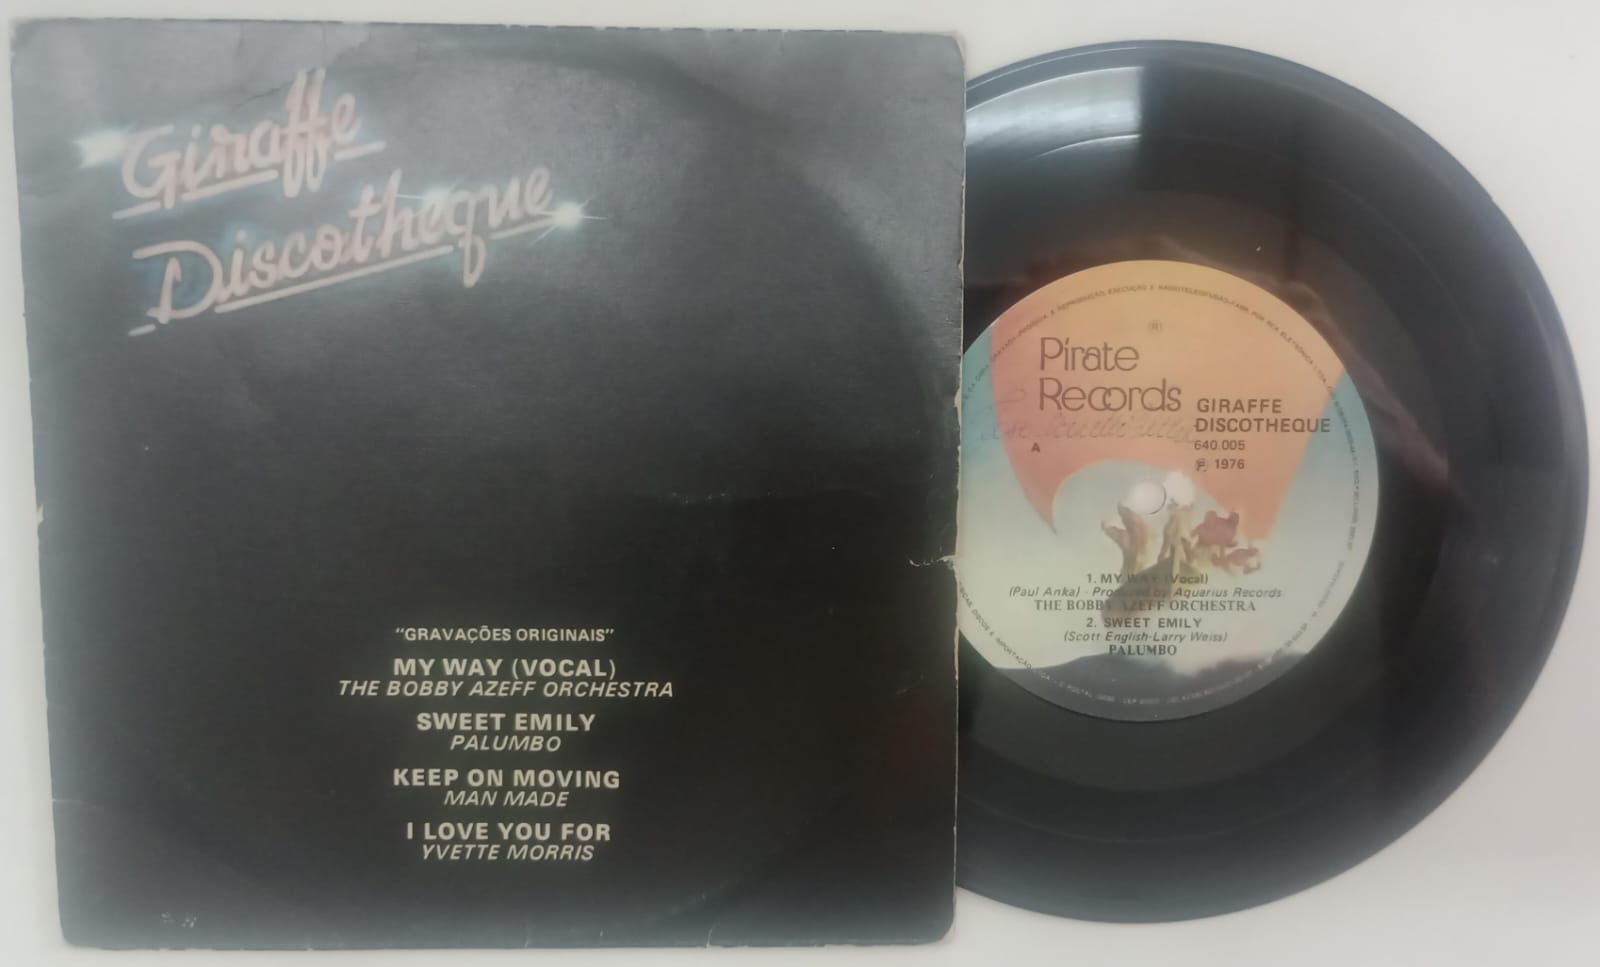 Giraffe
Discotheque
"GRAVAÇÕES ORIGINAIS"
MY WAY (VOCAL)
THE BOBBY AZEFF ORCHESTRA
SWEET EMILY
PALUMBO
KEEP ON MOVING
MAN MADE
I LOVE YOU FOR
YVETTE MORRIS
Pirate
Records
GIRAFFE
DISCOTHEQUE
640.005
A
℗ 1976
1. MY WAY (Vocal)
(Paul Anka) - Produced by Aquarius Records
THE BOBBY AZEFF ORCHESTRA
2. SWEET EMILY
(Scott English-Larry Weiss)
PALUMBO